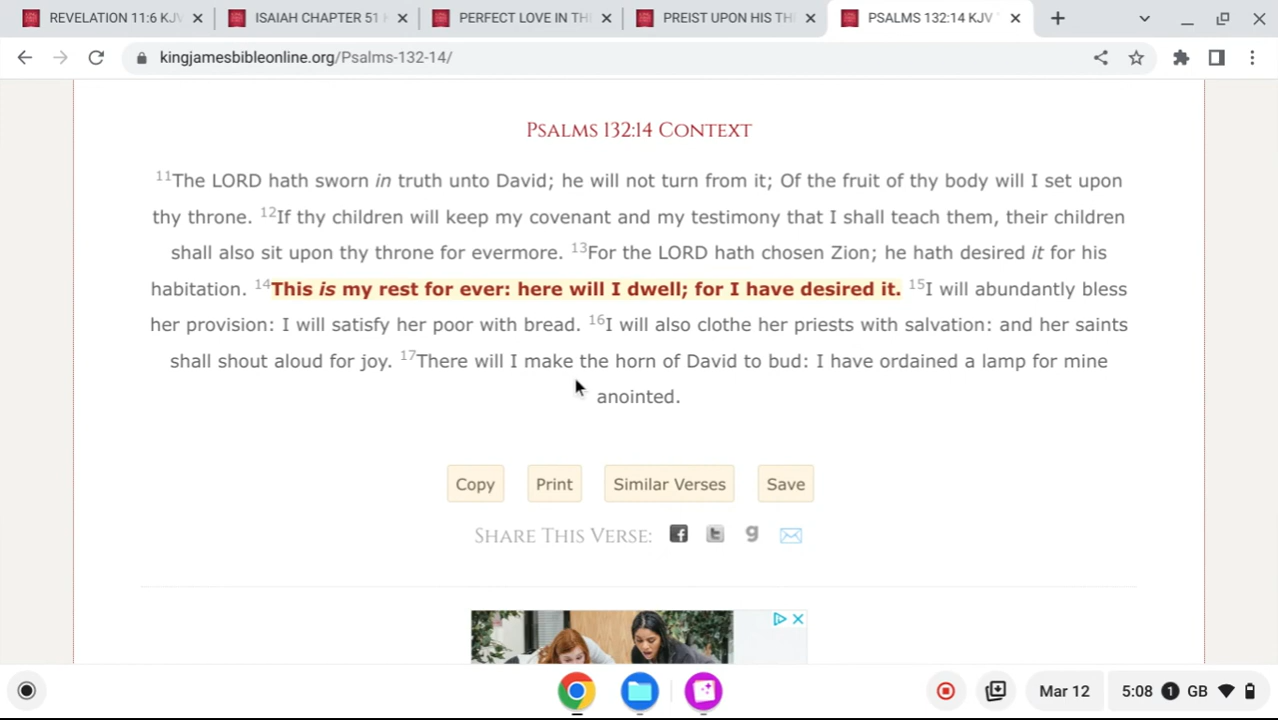 REVELATION 11:6 KJV
ISAIAH CHAPTER 51 K
PERFECT LOVE IN TH
PREIST UPON HIS TH
PSALMS 132:14 KJV
kingjamesbibleonline.org/Psalms-132-14/
PSALMS 132:14 CONTEXT
11The LORD hath sworn in truth unto David; he will not turn from it; Of the fruit of thy body will I set upon
thy throne. 12If thy children will keep my covenant and my testimony that I shall teach them, their children
shall also sit upon thy throne for evermore. 13For the LORD hath chosen Zion; he hath desired it for his
habitation. 14This is my rest for ever: here will I dwell; for I have desired it. 15I will abundantly bless
her provision: I will satisfy her poor with bread. 16I will also clothe her priests with salvation: and her saints
shall shout aloud for joy. 17There will I make the horn of David to bud: I have ordained a lamp for mine
anointed.
Copy Print Similar Verses Save
SHARE THIS VERSE:
Mar 12 5:08 1 GB